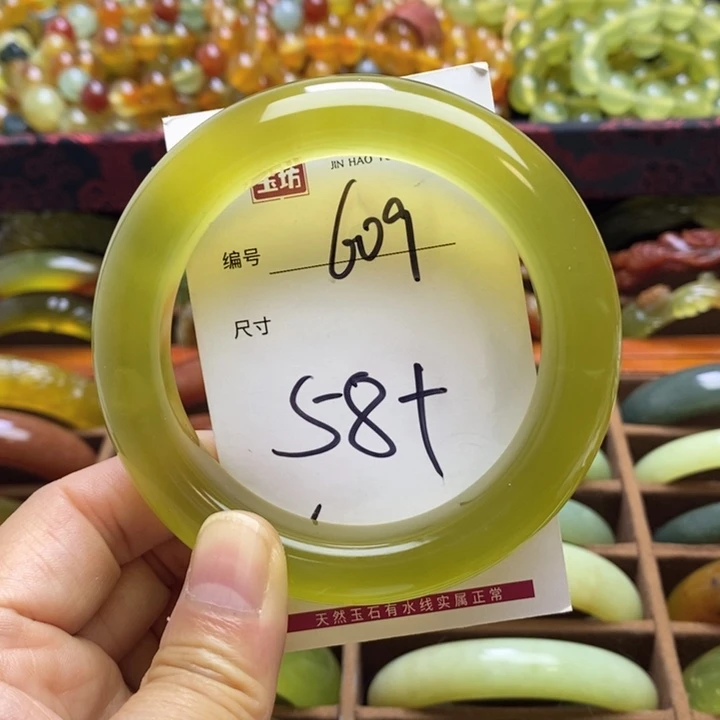 玉坊
JIN HAO
编号 609
尺寸
58+
天然玉石有水线实属正常